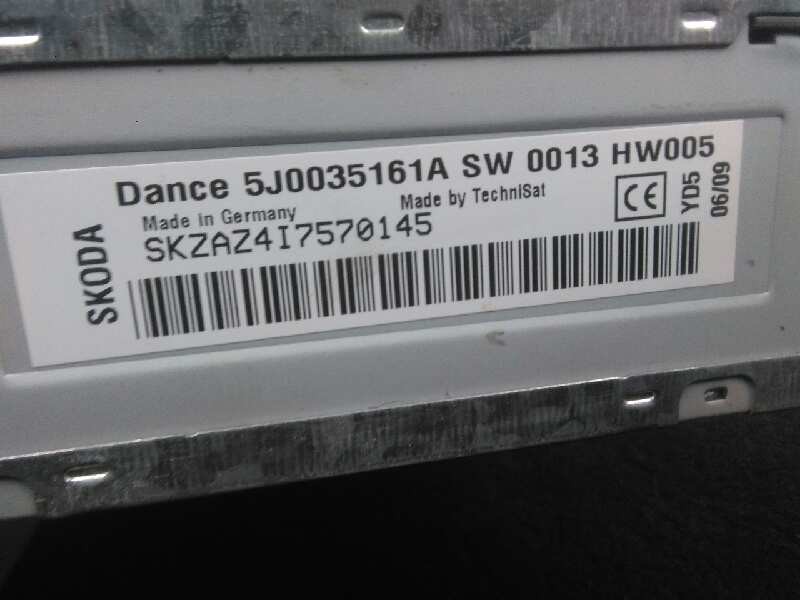 Dance 5J0035161A SW 0013 HW005
Made in Germany
Made by TechniSat
SKZAZ4I7570145
SKODA
CE
YD5
06/09